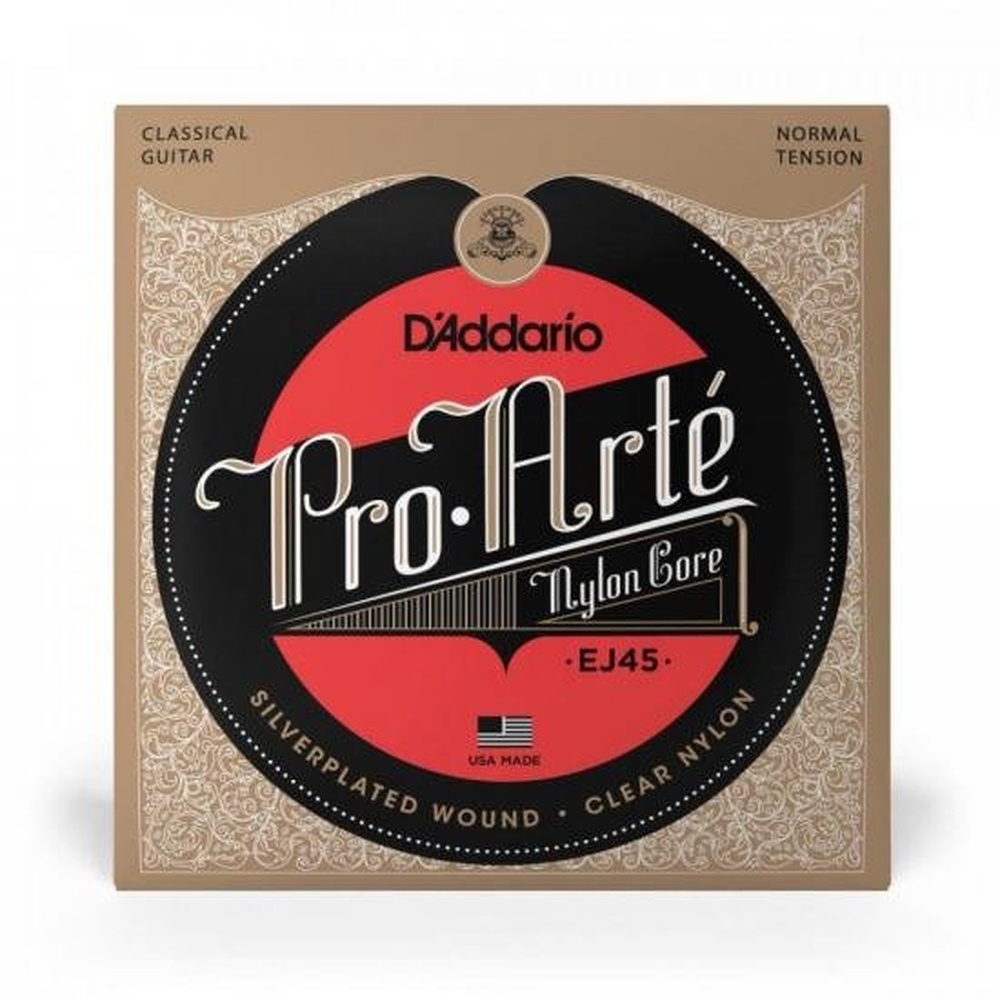 CLASSICAL
GUITAR
NORMAL
TENSION
D'Addario
Pro·Arté
Nylon Core
·EJ45·
USA MADE
SILVERPLATED WOUND • CLEAR NYLON